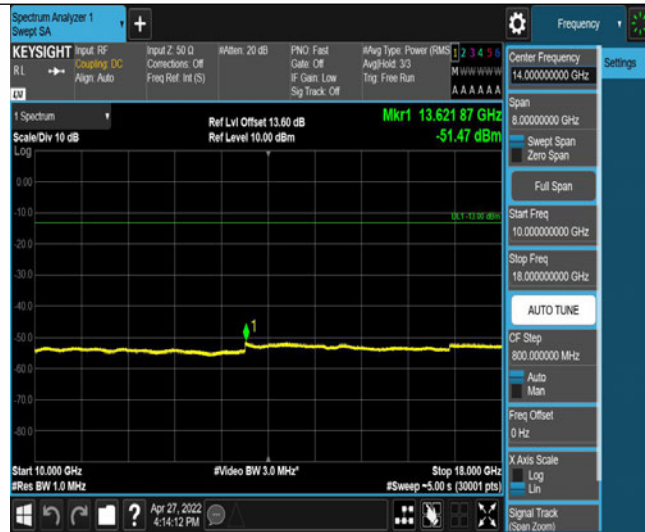 Spectrum Analyzer 1
Swept SA
Frequency
KEYSIGHT
RL
Input: RF
Coupling: DC
Align: Auto
Input Z: 50 Ω
Corrections: Off
Freq Ref: Int (S)
#Atten: 20 dB
PNO: Fast
Gate: Off
IF Gain: Low
Sig Track: Off
#Avg Type: Power (RMS
Avg|Hold: 3/3
Trig: Free Run
1 2 3 4 5 6
M W W W W W
A A A A A A
1 Spectrum
Scale/Div 10 dB
Log
Ref Lvl Offset 13.60 dB
Ref Level 10.00 dBm
Mkr1 13.621 87 GHz
-51.47 dBm
0.00
-10.0
DL1 -13.00 dBm
-20.0
-30.0
-40.0
1
-50.0
-60.0
-70.0
-80.0
Start 10.000 GHz
#Res BW 1.0 MHz
#Video BW 3.0 MHz*
Stop 18.000 GHz
#Sweep ~5.00 s (30001 pts)
?
Apr 27, 2022
4:14:12 PM
Center Frequency
14.000000000 GHz
Settings
Span
8.00000000 GHz
Swept Span
Zero Span
Full Span
Start Freq
10.000000000 GHz
Stop Freq
18.000000000 GHz
AUTO TUNE
CF Step
800.000000 MHz
Auto
Man
Freq Offset
0 Hz
X Axis Scale
Log
Lin
Signal Track
(Span Zoom)